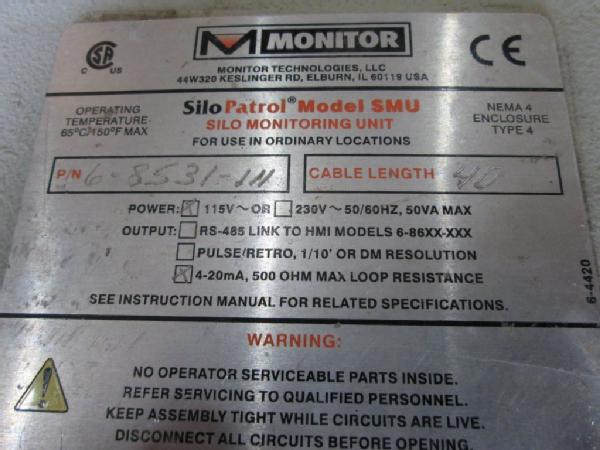 MONITOR
MONITOR TECHNOLOGIES, LLC
44W320 KESLINGER RD, ELBURN, IL 60119 USA
C SA US
CE
OPERATING
TEMPERATURE
65°C/150°F MAX
SiloPatrol® Model SMU
SILO MONITORING UNIT
FOR USE IN ORDINARY LOCATIONS
NEMA 4
ENCLOSURE
TYPE 4
P/N 6-8531-111
CABLE LENGTH 40
POWER: 115V~ OR 230V~ 50/60HZ, 50VA MAX
OUTPUT: RS-485 LINK TO HMI MODELS 6-86XX-XXX
PULSE/RETRO, 1/10' OR DM RESOLUTION
4-20mA, 500 OHM MAX LOOP RESISTANCE
SEE INSTRUCTION MANUAL FOR RELATED SPECIFICATIONS.
6-4420
WARNING:
NO OPERATOR SERVICEABLE PARTS INSIDE.
REFER SERVICING TO QUALIFIED PERSONNEL.
KEEP ASSEMBLY TIGHT WHILE CIRCUITS ARE LIVE.
DISCONNECT ALL CIRCUITS BEFORE OPENING.